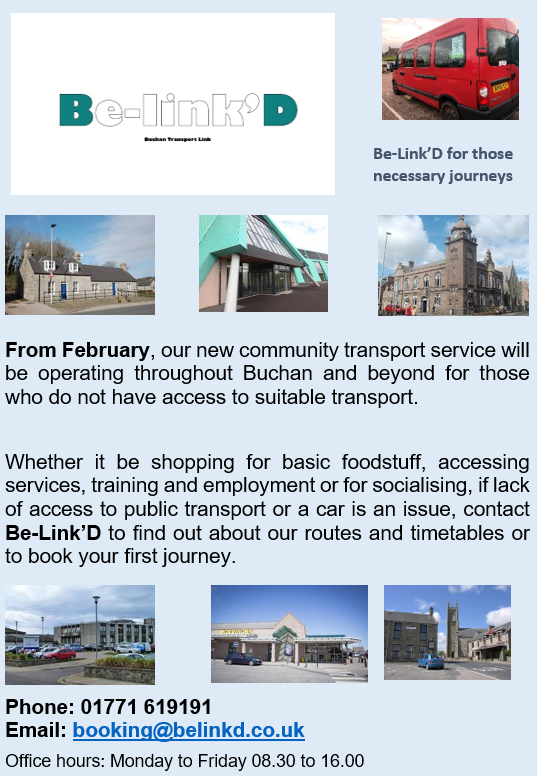 Be-link'D
Buchan Transport Link
Be-Link’D for those
necessary journeys
From February, our new community transport service will
be operating throughout Buchan and beyond for those
who do not have access to suitable transport.
Whether it be shopping for basic foodstuff, accessing
services, training and employment or for socialising, if lack
of access to public transport or a car is an issue, contact
Be-Link’D to find out about our routes and timetables or
to book your first journey.
MORRISONS
Phone: 01771 619191
Email: booking@belinkd.co.uk
Office hours: Monday to Friday 08.30 to 16.00